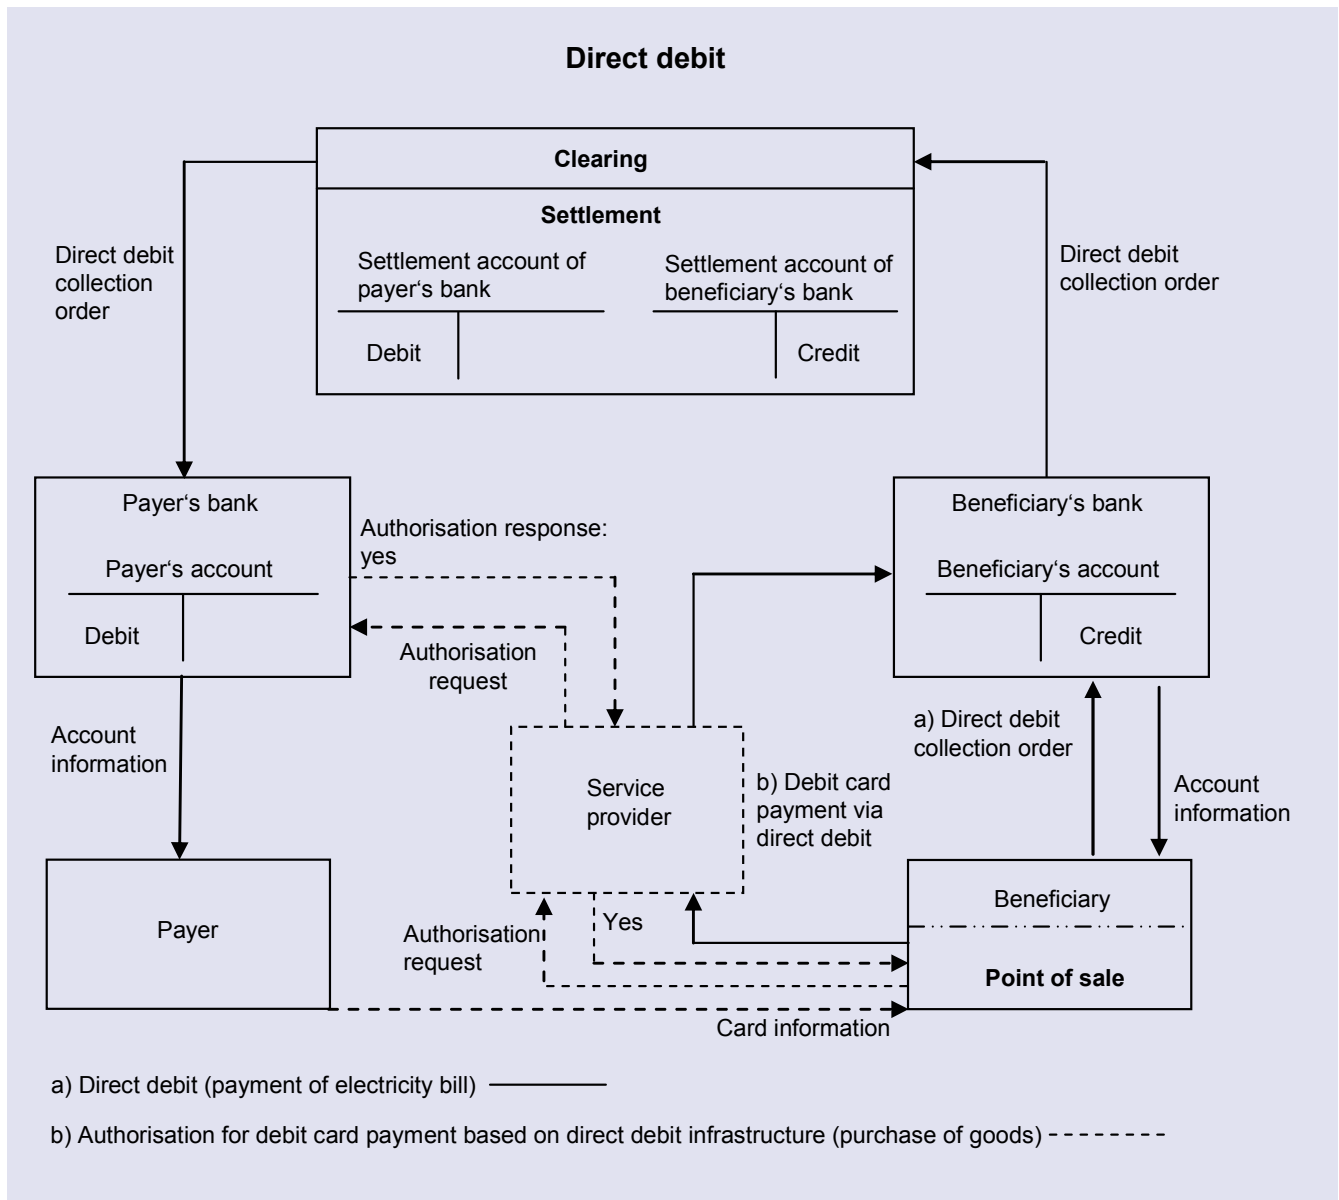 Direct debit
Clearing
Settlement
Direct debit
collection
order
Settlement account of
payer's bank
Settlement account of
beneficiary's bank
Direct debit
collection order
Debit
Credit
Payer‘s bank
Authorisation response:
yes
Payer's account
Debit
Authorisation
request
Beneficiary‘s bank
Beneficiary‘s account
Credit
Account
information
Service
provider
b) Debit card
payment via
direct debit
a) Direct debit
collection order
Account
information
Payer
Authorisation
request
Yes
Beneficiary
Point of sale
Card information
a) Direct debit (payment of electricity bill)
b) Authorisation for debit card payment based on direct debit infrastructure (purchase of goods)